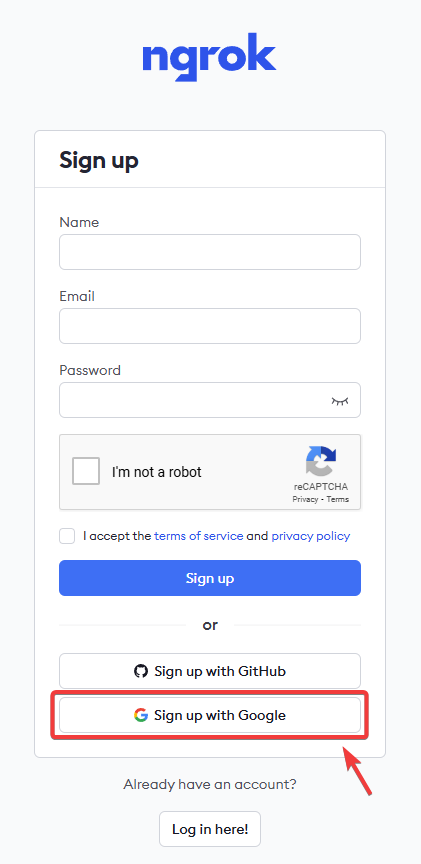 ngrok
Sign up
Name
Email
Password
I'm not a robot
reCAPTCHA
Privacy - Terms
I accept the terms of service and privacy policy
Sign up
or
Sign up with GitHub
Sign up with Google
Already have an account?
Log in here!